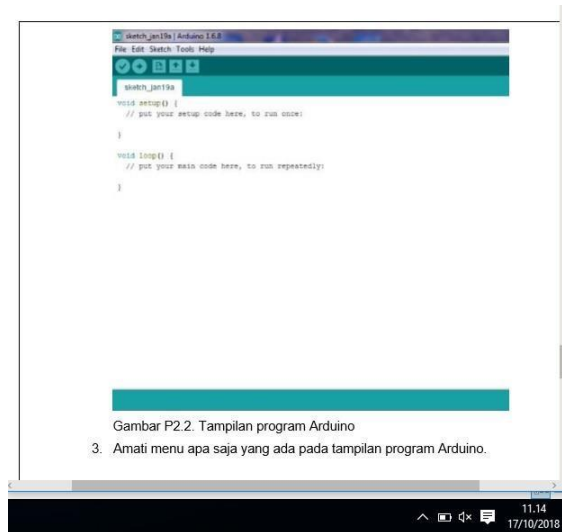 sketch_jan19a | Arduino 1.6.8
File Edit Sketch Tools Help
sketch_jan19a
void setup() {
// put your setup code here, to run once:
}
void loop() {
// put your main code here, to run repeatedly:
}
Gambar P2.2. Tampilan program Arduino
3. Amati menu apa saja yang ada pada tampilan program Arduino.
11.14
17/10/2018